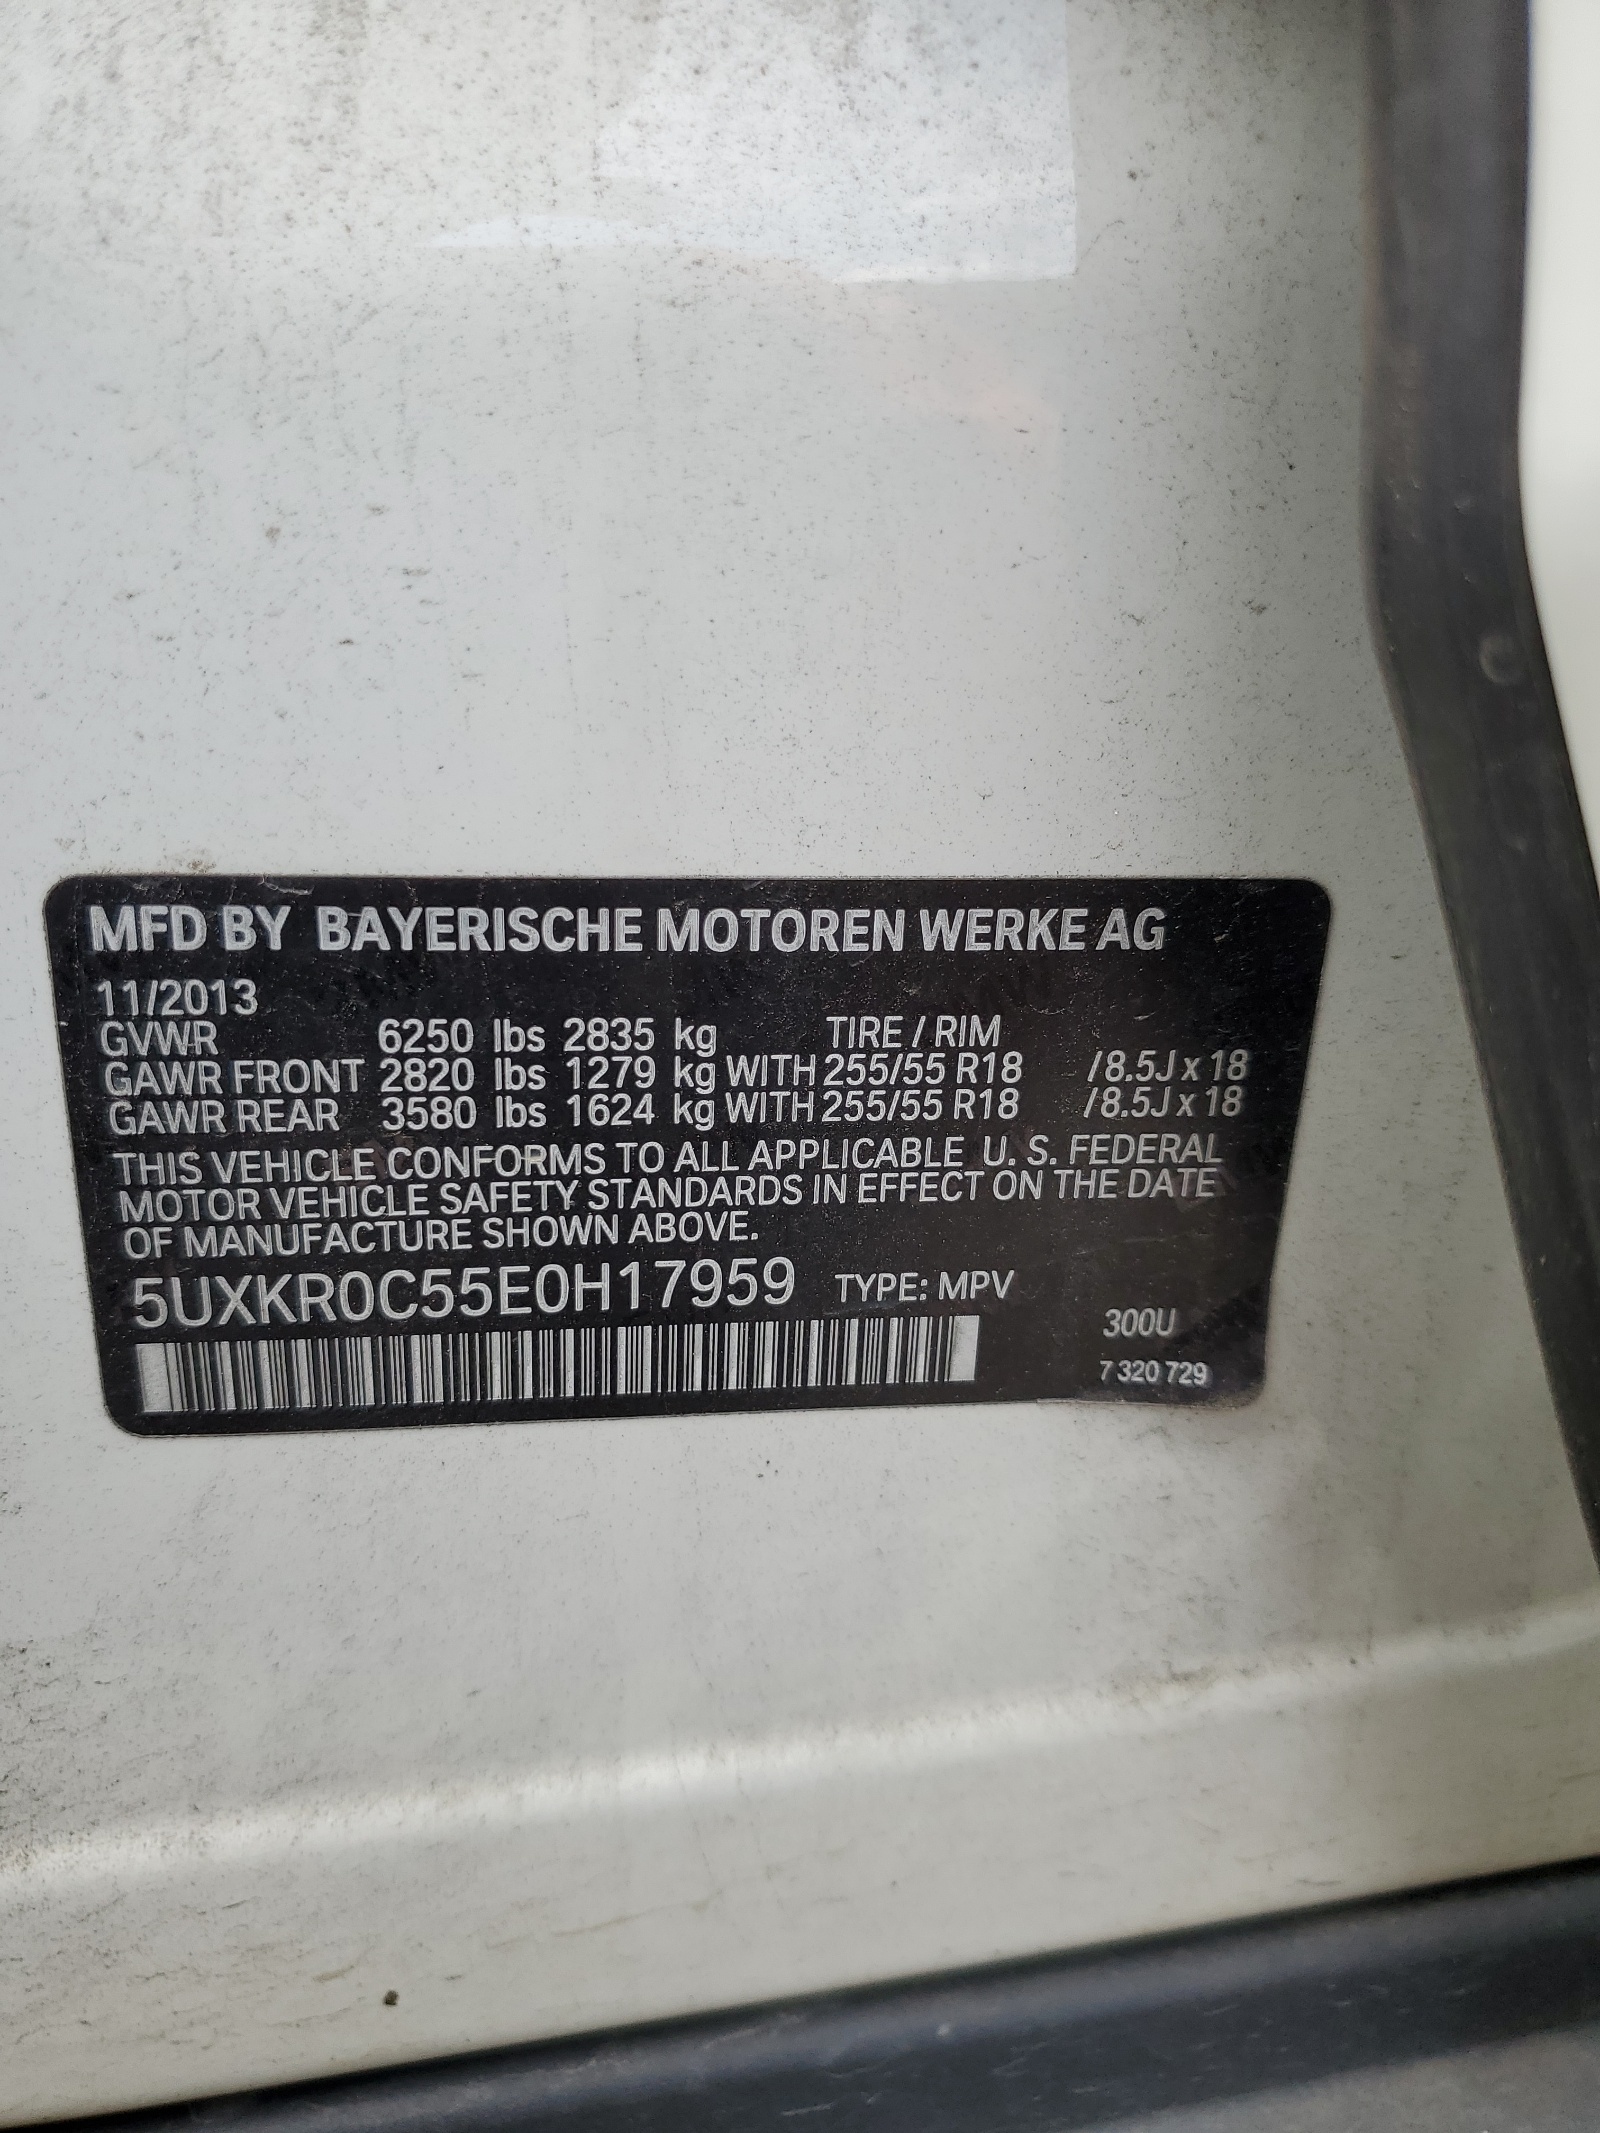 MFD BY BAYERISCHE MOTOREN WERKE AG
11/2013
GVWR 6250 lbs 2835 kg TIRE / RIM
GAWR FRONT 2820 lbs 1279 kg WITH 255/55 R18 /8.5J x 18
GAWR REAR 3580 lbs 1624 kg WITH 255/55 R18 /8.5J x 18
THIS VEHICLE CONFORMS TO ALL APPLICABLE U. S. FEDERAL
MOTOR VEHICLE SAFETY STANDARDS IN EFFECT ON THE DATE
OF MANUFACTURE SHOWN ABOVE.
5UXKR0C55E0H17959 TYPE: MPV
300U
7 320 729